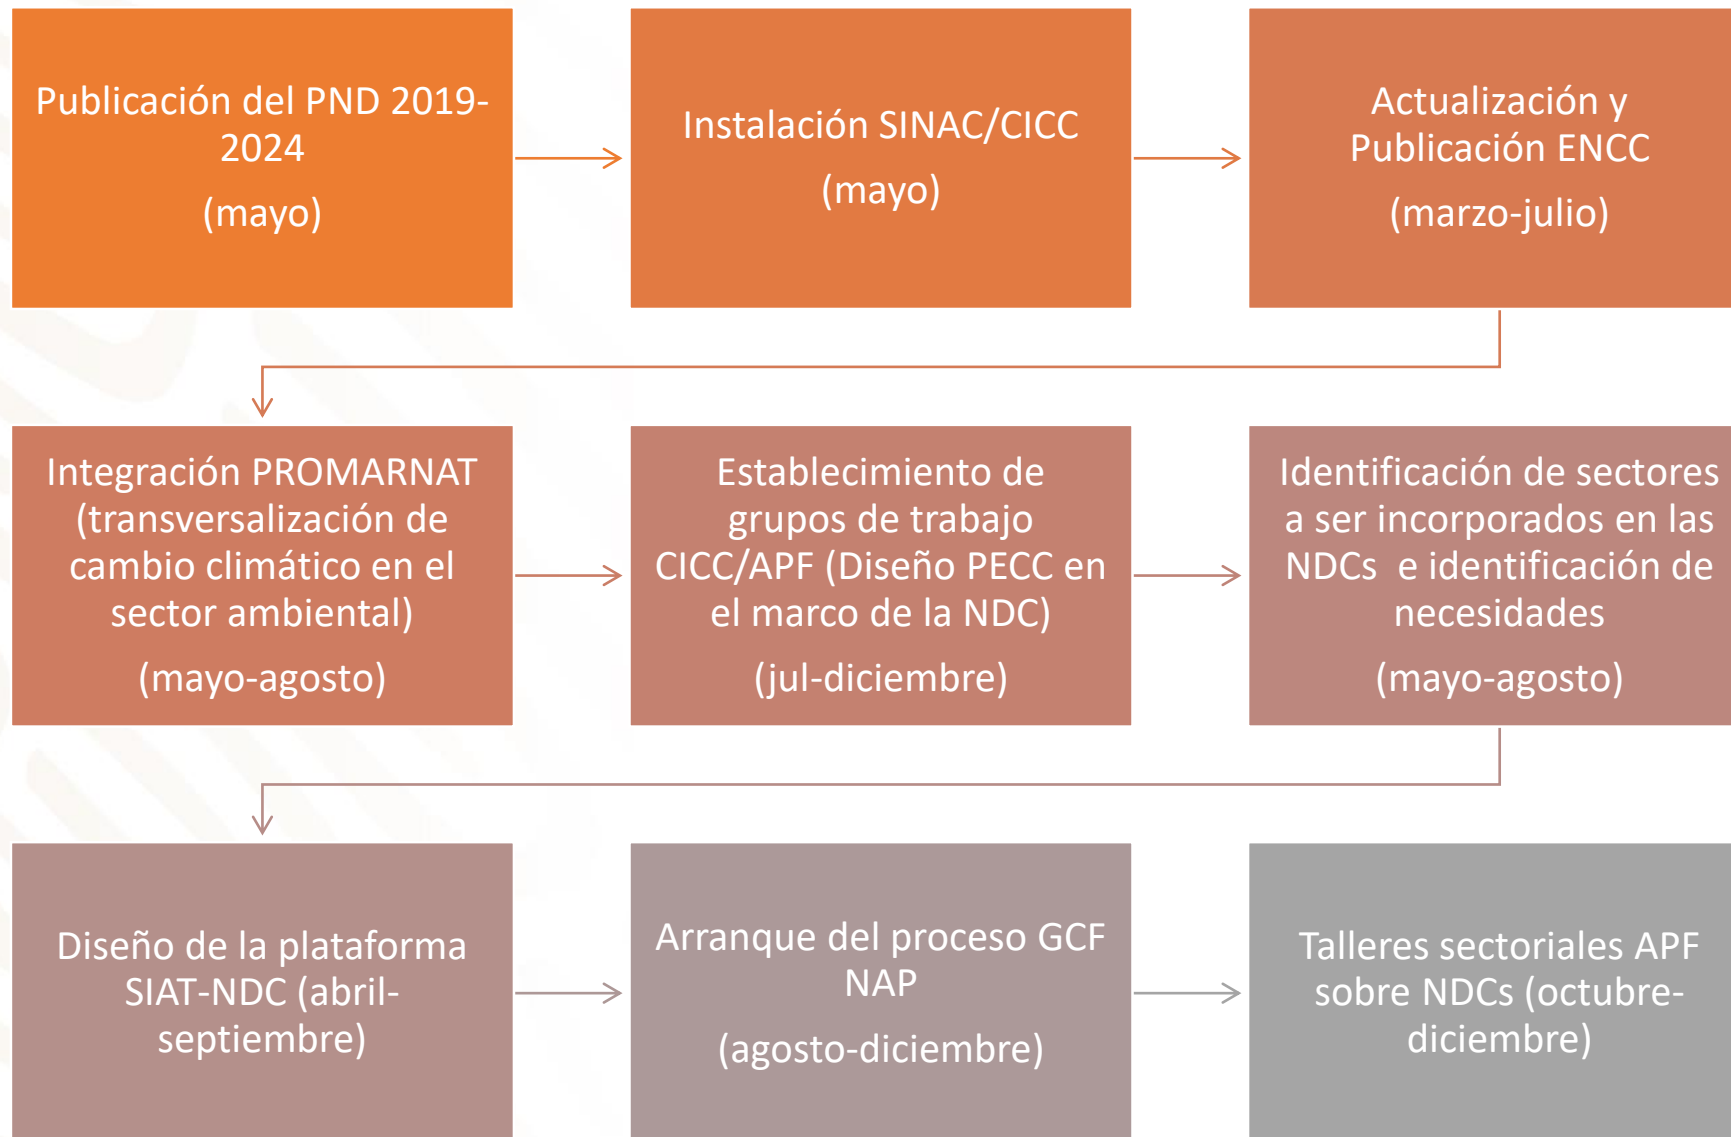 Publicación del PND 2019-
2024
(mayo)
Instalación SINAC/CICC
(mayo)
Actualización y
Publicación ENCC
(marzo-julio)
Integración PROMARNAT
(transversalización de
cambio climático en el
sector ambiental)
(mayo-agosto)
Establecimiento de
grupos de trabajo
CICC/APF (Diseño PECC en
el marco de la NDC)
(jul-diciembre)
Identificación de sectores
a ser incorporados en las
NDCs e identificación de
necesidades
(mayo-agosto)
Diseño de la plataforma
SIAT-NDC (abril-
septiembre)
Arranque del proceso GCF
NAP
(agosto-diciembre)
Talleres sectoriales APF
sobre NDCs (octubre-
diciembre)